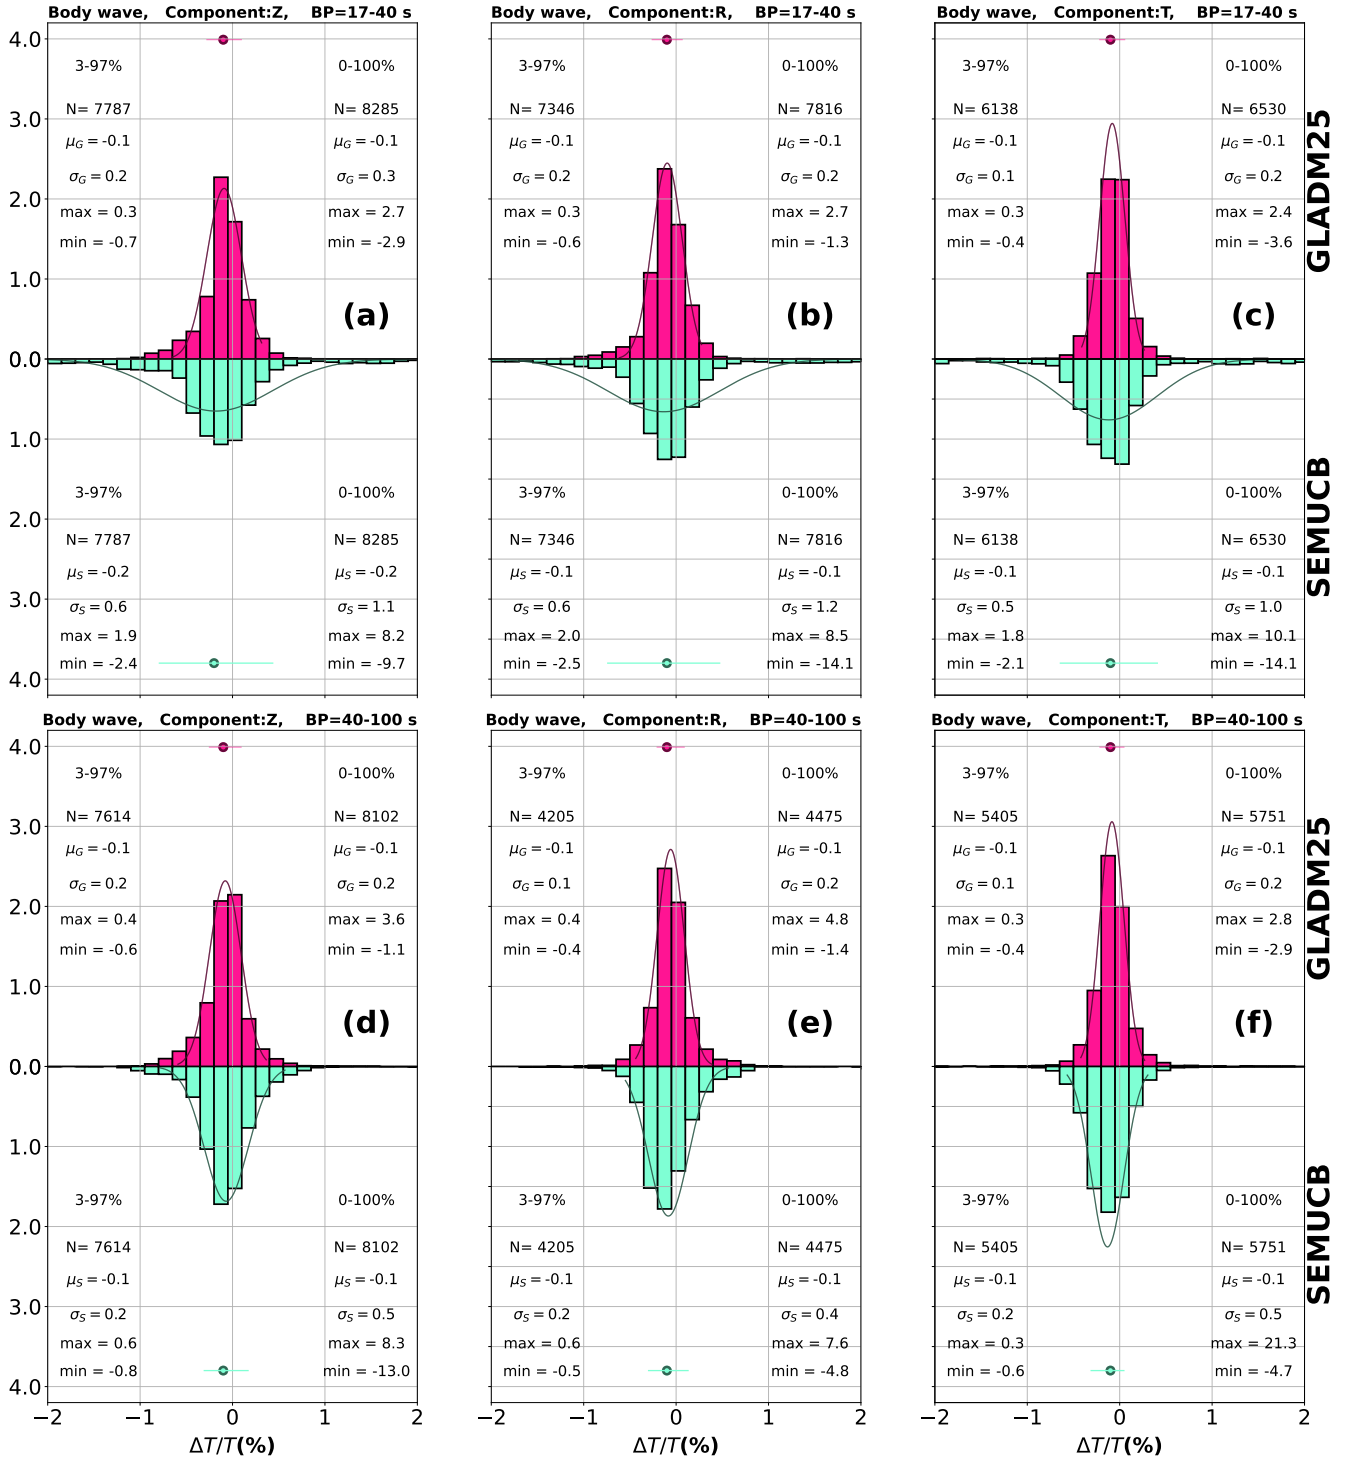 Body wave, Component:Z, BP=17-40 s
Body wave, Component:R, BP=17-40 s
Body wave, Component:T, BP=17-40 s
4.0
3.0
2.0
1.0
0.0
1.0
2.0
3.0
4.0
3-97% 0-100%
N= 7787 N= 8285
μG = -0.1 μG = -0.1
σG = 0.2 σG = 0.3
max = 0.3 max = 2.7
min = -0.7 min = -2.9
(a)
3-97% 0-100%
N= 7787 N= 8285
μS = -0.2 μS = -0.2
σS = 0.6 σS = 1.1
max = 1.9 max = 8.2
min = -2.4 min = -9.7
3-97% 0-100%
N= 7346 N= 7816
μG = -0.1 μG = -0.1
σG = 0.2 σG = 0.2
max = 0.3 max = 2.7
min = -0.6 min = -1.3
(b)
3-97% 0-100%
N= 7346 N= 7816
μS = -0.1 μS = -0.1
σS = 0.6 σS = 1.2
max = 2.0 max = 8.5
min = -2.5 min = -14.1
3-97% 0-100%
N= 6138 N= 6530
μG = -0.1 μG = -0.1
σG = 0.1 σG = 0.2
max = 0.3 max = 2.4
min = -0.4 min = -3.6
(c)
3-97% 0-100%
N= 6138 N= 6530
μS = -0.1 μS = -0.1
σS = 0.5 σS = 1.0
max = 1.8 max = 10.1
min = -2.1 min = -14.1
GLADM25
SEMUCB
Body wave, Component:Z, BP=40-100 s
Body wave, Component:R, BP=40-100 s
Body wave, Component:T, BP=40-100 s
4.0
3.0
2.0
1.0
0.0
1.0
2.0
3.0
4.0
3-97% 0-100%
N= 7614 N= 8102
μG = -0.1 μG = -0.1
σG = 0.2 σG = 0.2
max = 0.4 max = 3.6
min = -0.6 min = -1.1
(d)
3-97% 0-100%
N= 7614 N= 8102
μS = -0.1 μS = -0.1
σS = 0.2 σS = 0.5
max = 0.6 max = 8.3
min = -0.8 min = -13.0
3-97% 0-100%
N= 4205 N= 4475
μG = -0.1 μG = -0.1
σG = 0.1 σG = 0.2
max = 0.4 max = 4.8
min = -0.4 min = -1.4
(e)
3-97% 0-100%
N= 4205 N= 4475
μS = -0.1 μS = -0.1
σS = 0.2 σS = 0.4
max = 0.6 max = 7.6
min = -0.5 min = -4.8
3-97% 0-100%
N= 5405 N= 5751
μG = -0.1 μG = -0.1
σG = 0.1 σG = 0.2
max = 0.3 max = 2.8
min = -0.4 min = -2.9
(f)
3-97% 0-100%
N= 5405 N= 5751
μS = -0.1 μS = -0.1
σS = 0.2 σS = 0.5
max = 0.3 max = 21.3
min = -0.6 min = -4.7
GLADM25
SEMUCB
−2 −1 0 1 2
−2 −1 0 1 2
−2 −1 0 1 2
ΔT/T(%)
ΔT/T(%)
ΔT/T(%)